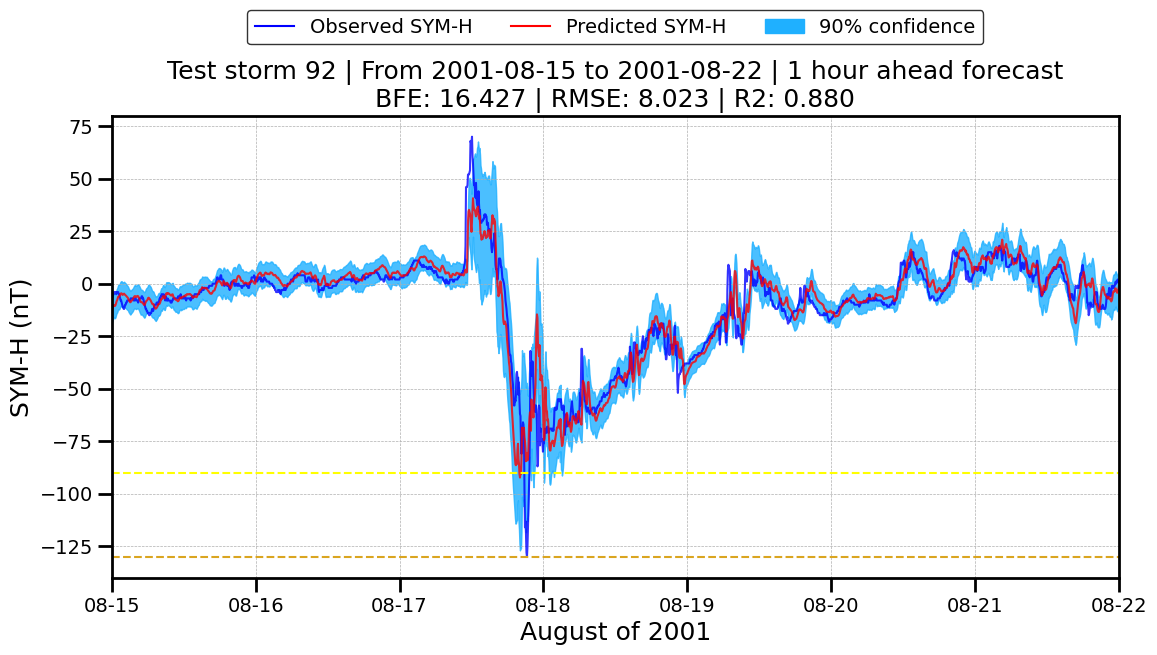 Observed SYM-H Predicted SYM-H 90% confidence
Test storm 92 | From 2001-08-15 to 2001-08-22 | 1 hour ahead forecast
BFE: 16.427 | RMSE: 8.023 | R2: 0.880
SYM-H (nT)
75
50
25
0
−25
−50
−75
−100
−125
08-15 08-16 08-17 08-18 08-19 08-20 08-21 08-22
August of 2001